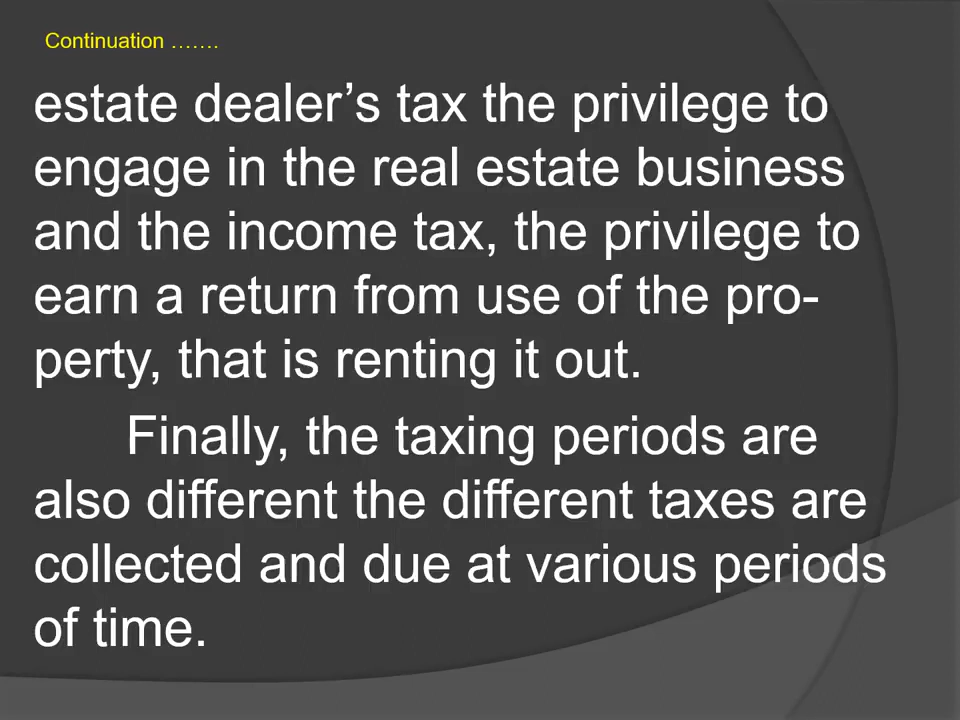 Continuation …….
estate dealer’s tax the privilege to
engage in the real estate business
and the income tax, the privilege to
earn a return from use of the pro-
perty, that is renting it out.
Finally, the taxing periods are
also different the different taxes are
collected and due at various periods
of time.